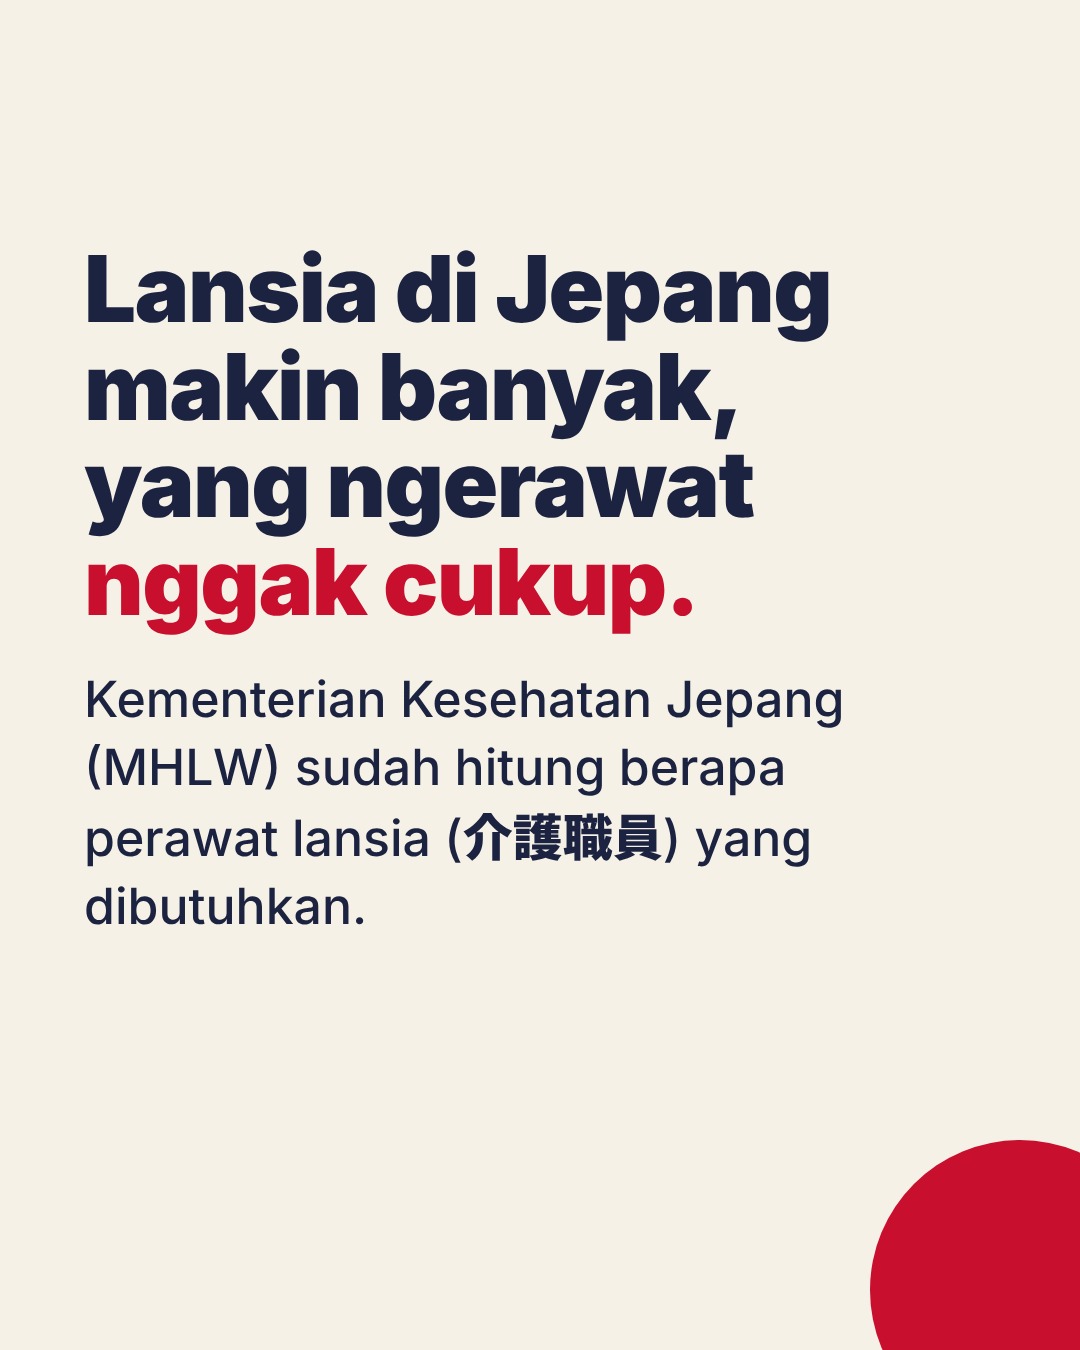 Lansia di Jepang
makin banyak,
yang ngerawat
nggak cukup.
Kementerian Kesehatan Jepang
(MHLW) sudah hitung berapa
perawat lansia (介護職員) yang
dibutuhkan.